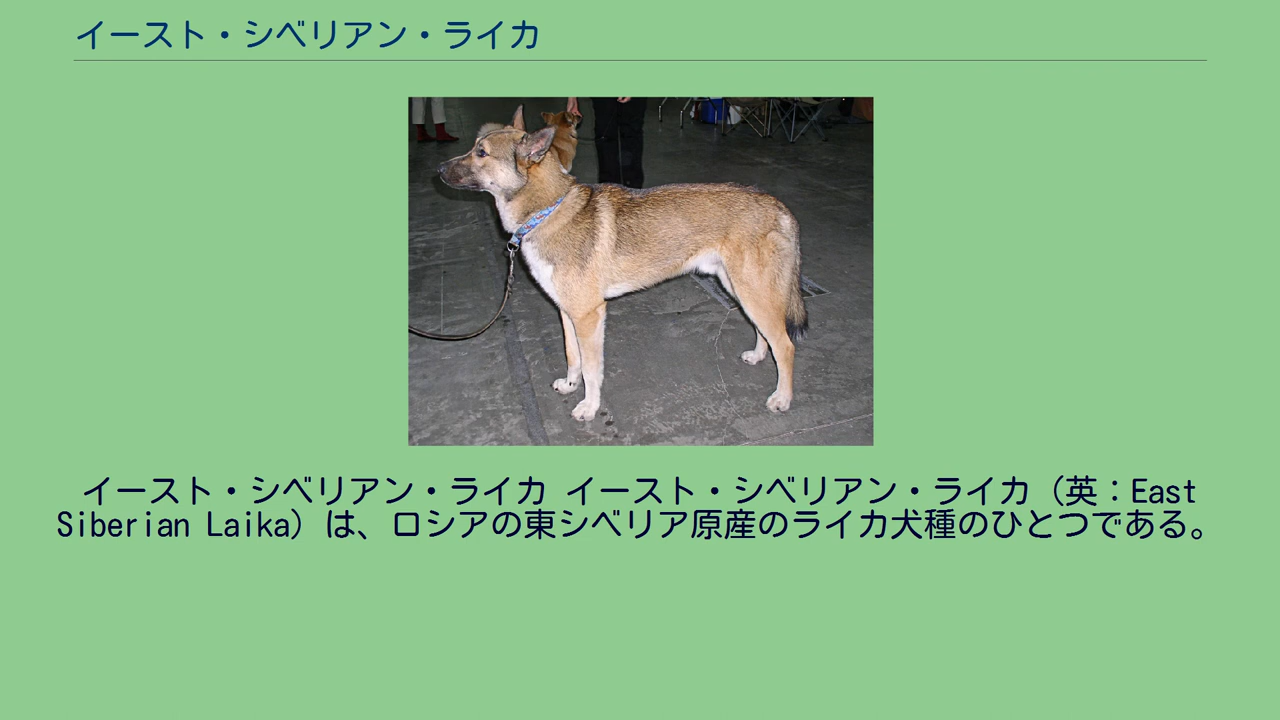 イースト・シベリアン・ライカ
イースト・シベリアン・ライカ イースト・シベリアン・ライカ（英：East
Siberian Laika）は、ロシアの東シベリア原産のライカ犬種のひとつである。